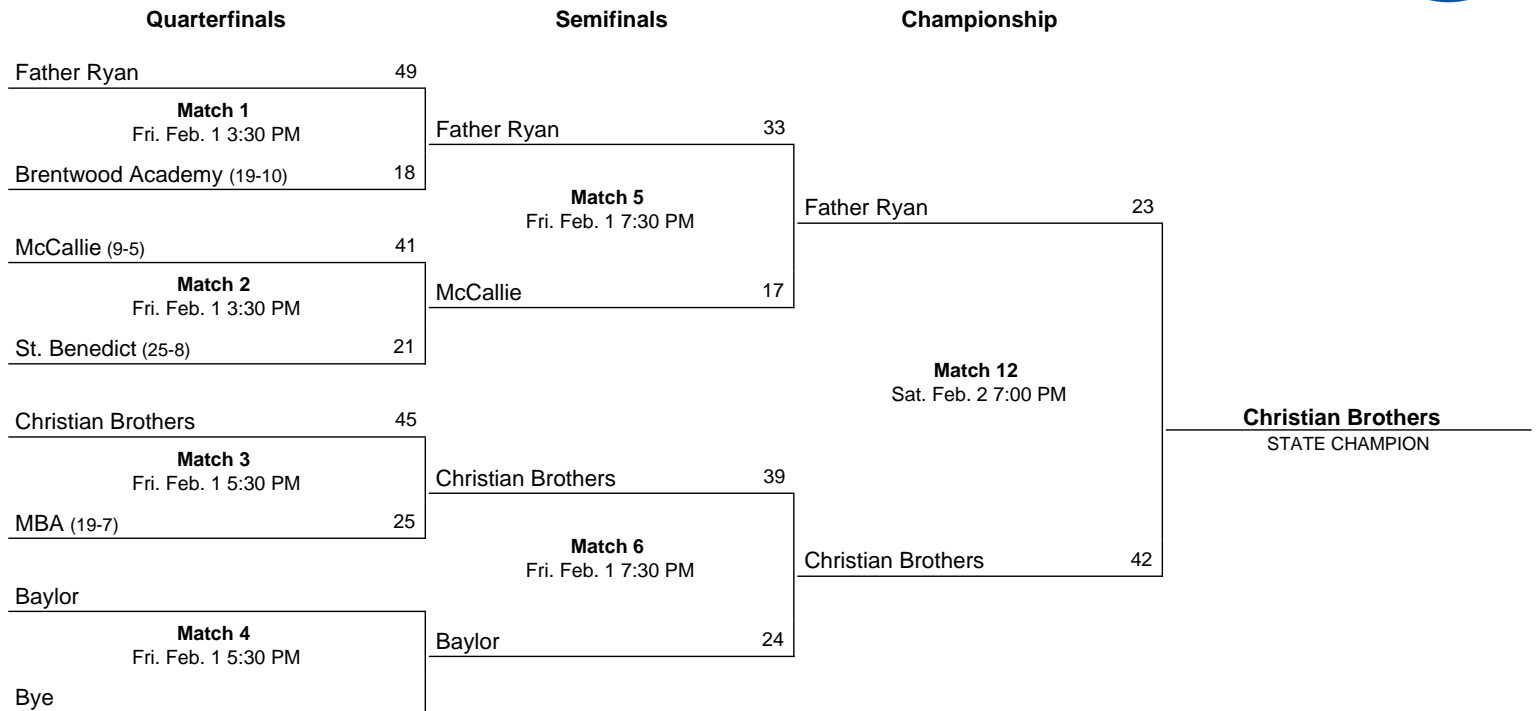 Quarterfinals Semifinals Championship
Father Ryan 49
Match 1
Fri. Feb. 1 3:30 PM
Brentwood Academy (19-10) 18
McCallie (9-5) 41
Match 2
Fri. Feb. 1 3:30 PM
St. Benedict (25-8) 21
Christian Brothers 45
Match 3
Fri. Feb. 1 5:30 PM
MBA (19-7) 25
Baylor
Match 4
Fri. Feb. 1 5:30 PM
Bye
Father Ryan 33
Match 5
Fri. Feb. 1 7:30 PM
McCallie 17
Christian Brothers 39
Match 6
Fri. Feb. 1 7:30 PM
Baylor 24
Father Ryan 23
Match 12
Sat. Feb. 2 7:00 PM
Christian Brothers 42
Christian Brothers
STATE CHAMPION